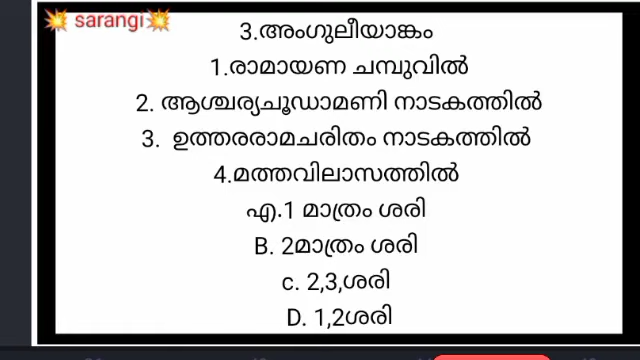 💥 sarangi💥
3.അംഗുലീയാങ്കം
1.രാമായണ ചമ്പുവിൽ
2. ആശ്ചര്യചൂഡാമണി നാടകത്തിൽ
3. ഉത്തരരാമചരിതം നാടകത്തിൽ
4.മത്തവിലാസത്തിൽ
എ.1 മാത്രം ശരി
B. 2മാത്രം ശരി
c. 2,3,ശരി
D. 1,2ശരി